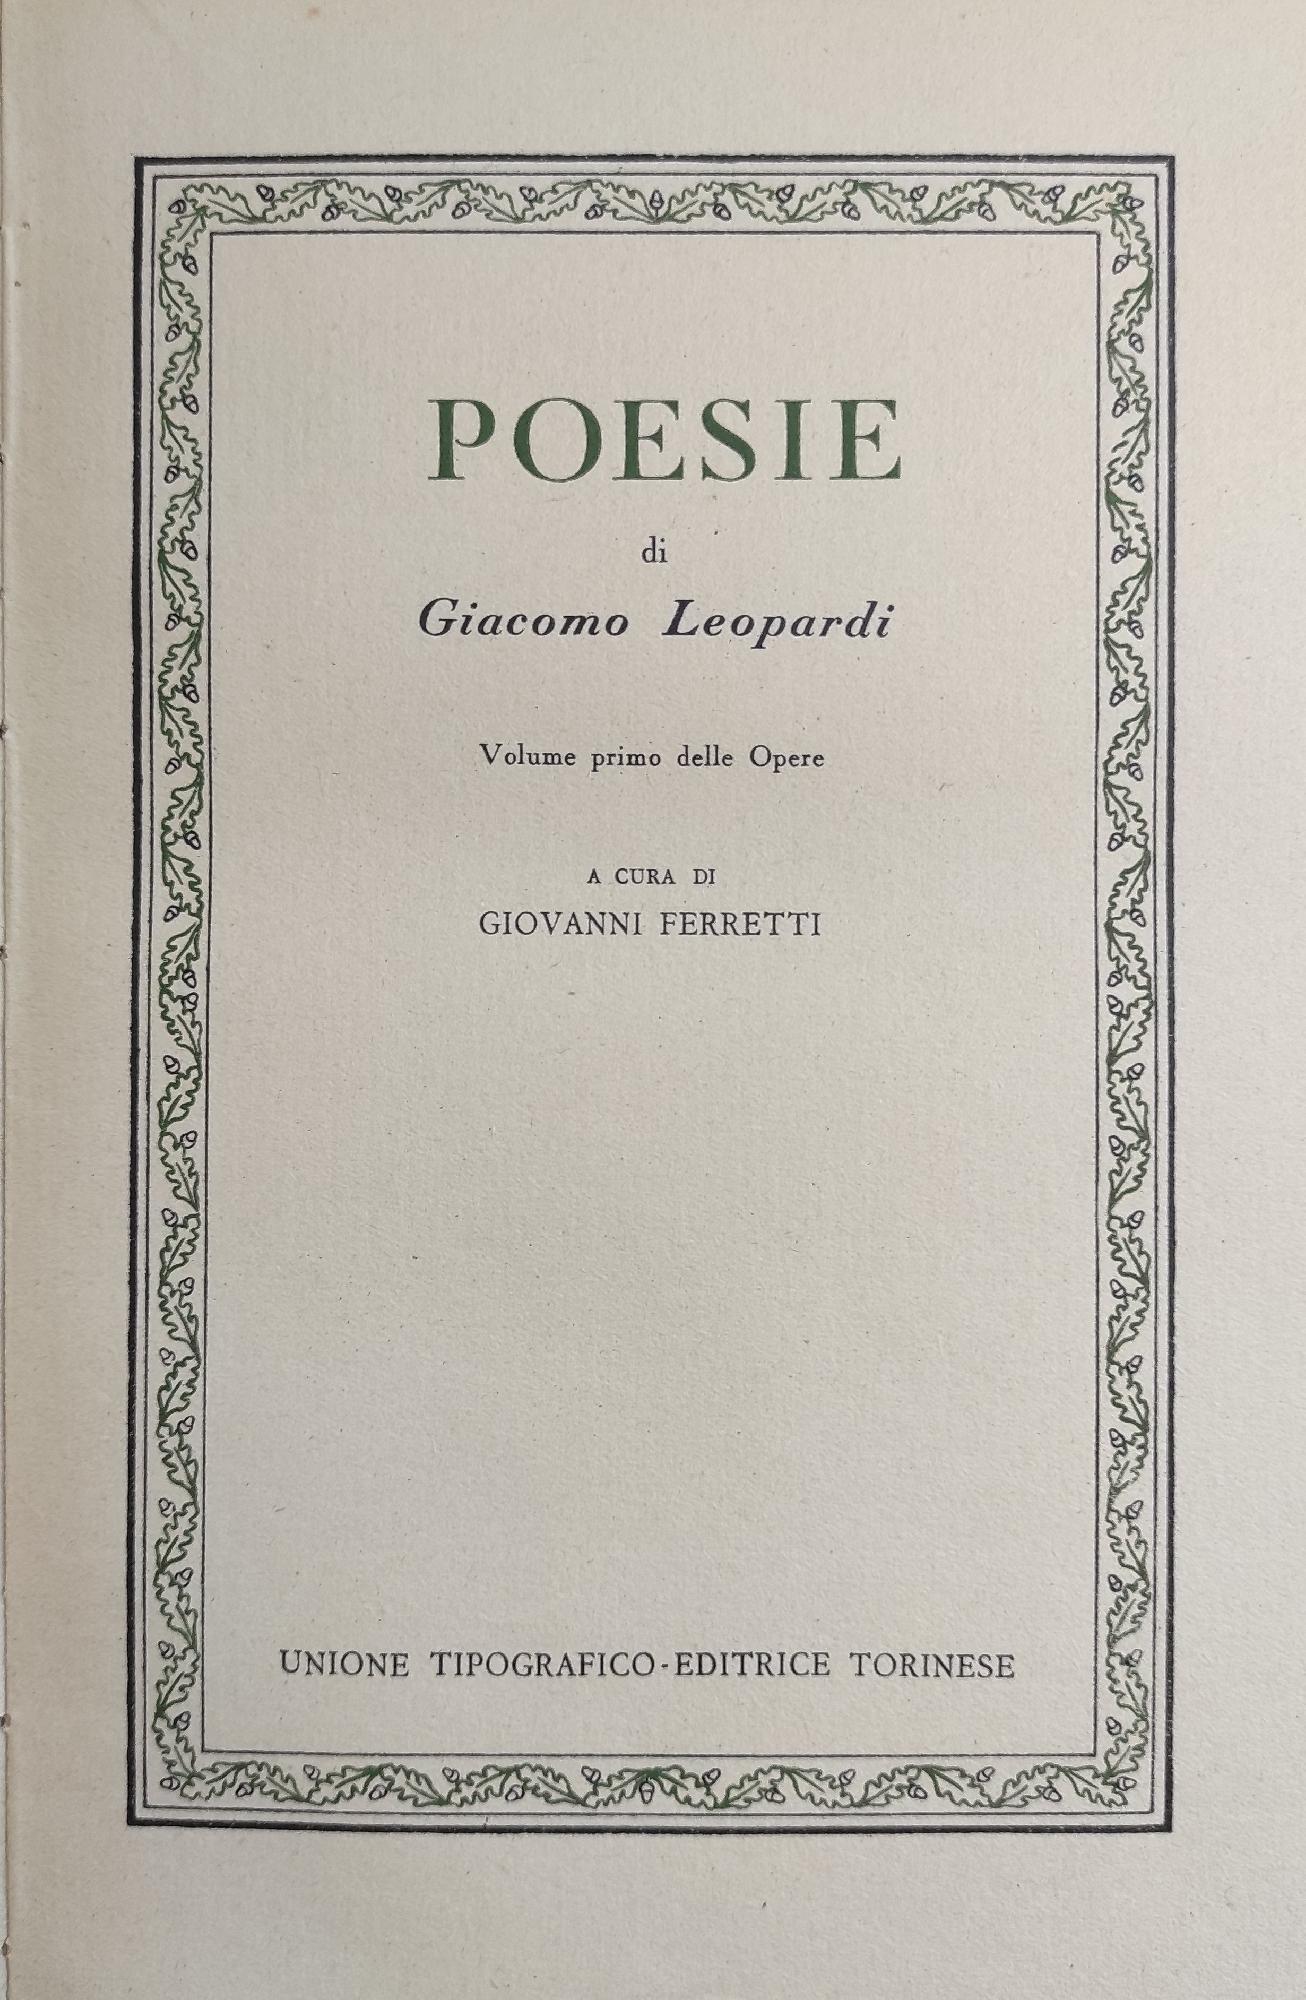 POESIE
di
Giacomo Leopardi
Volume primo delle Opere
A CURA DI
GIOVANNI FERRETTI
UNIONE TIPOGRAFICO-EDITRICE TORINESE